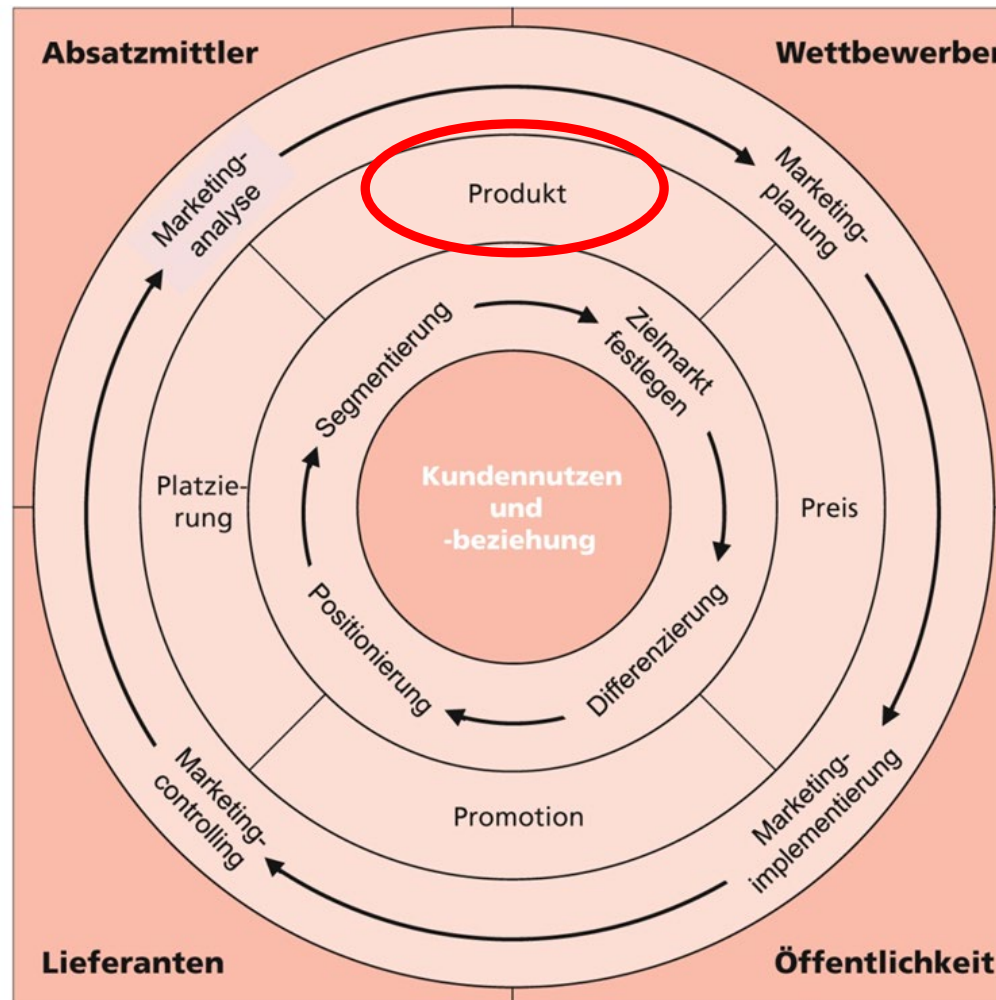 Absatzmittler
Wettbewerber
Marketing-
analyse
Produkt
Marketing-
planung
Segmentierung
Zielmarkt
festlegen
Platzie-
rung
Kundennutzen
und
-beziehung
Preis
Positionierung
Differenzierung
Promotion
Marketing-
controlling
Marketing-
implementierung
Lieferanten
Öffentlichkeit